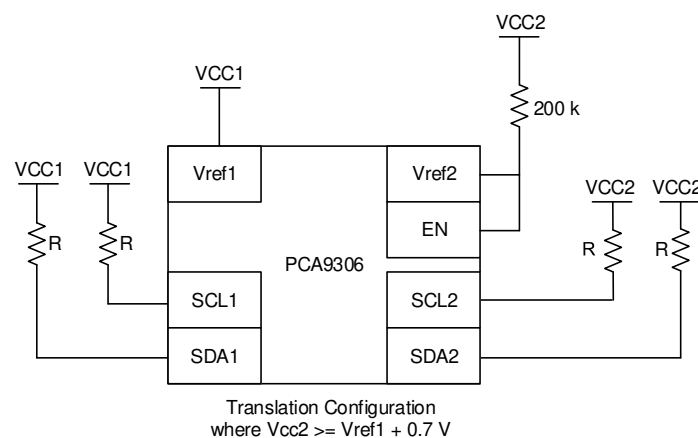 VCC2
VCC1
200 k
VCC1 VCC1
Vref1 Vref2
VCC2 VCC2
EN
R R R R
PCA9306
SCL1 SCL2
SDA1 SDA2
Translation Configuration
where Vcc2 >= Vref1 + 0.7 V